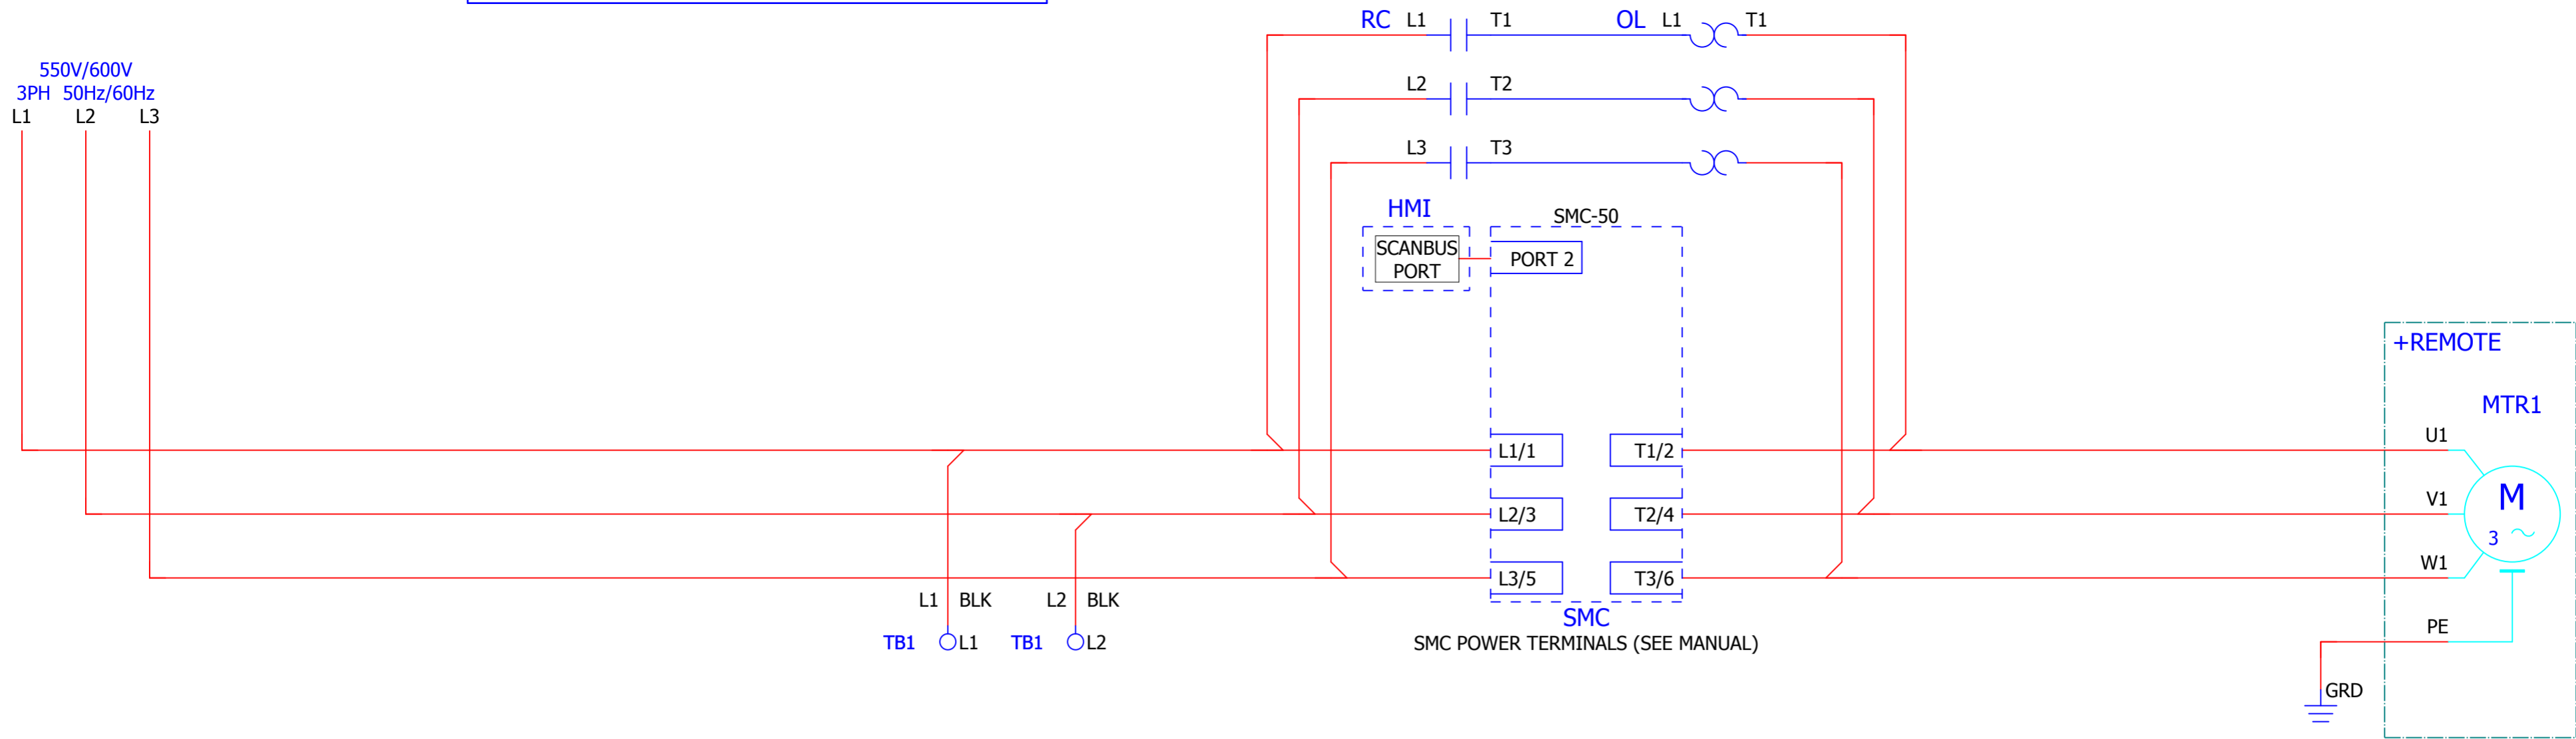 RC L1 T1 OL L1 T1
550V/600V
3PH 50Hz/60Hz
L1 L2 L3
L2 T2
L3 T3
HMI
SMC-50
SCANBUS
PORT
PORT 2
+REMOTE
MTR1
L1/1 T1/2 U1
L2/3 T2/4 V1
M
3
L3/5 T3/6 W1
L1 BLK L2 BLK
SMC
TB1 L1 TB1 L2
SMC POWER TERMINALS (SEE MANUAL)
PE
GRD